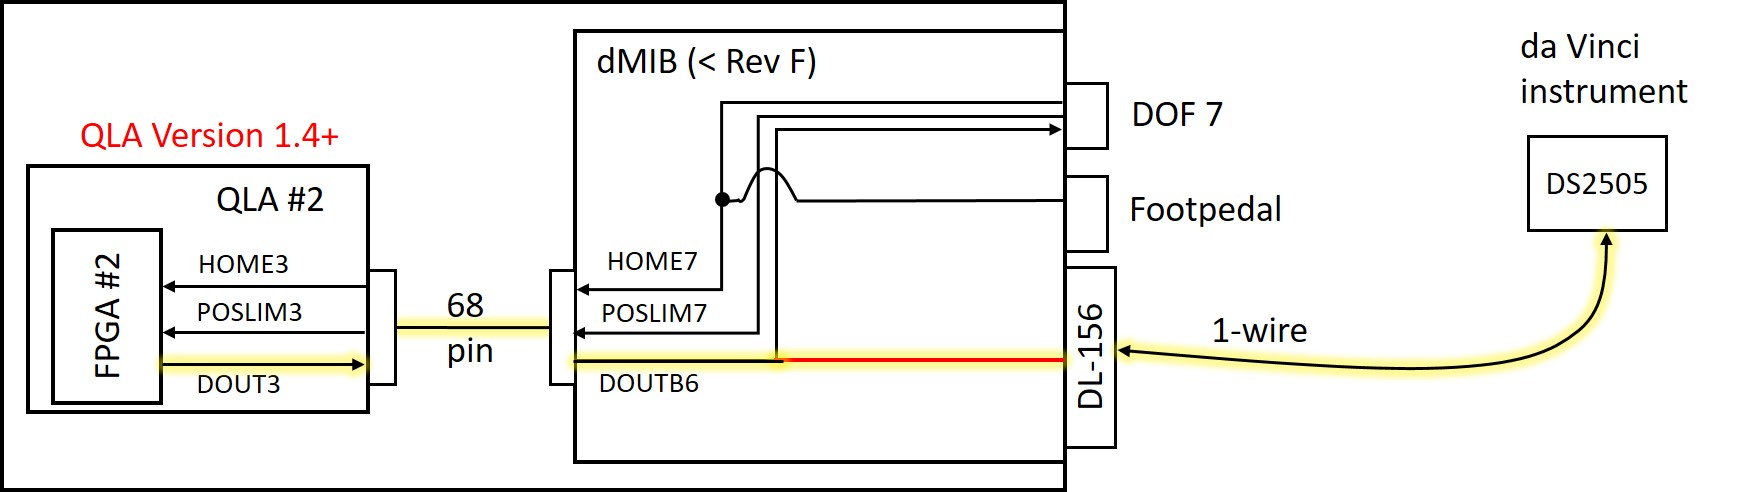 dMIB (< Rev F)
da Vinci
instrument
DOF 7
QLA Version 1.4+
QLA #2
DS2505
Footpedal
FPGA #2
HOME3
HOME7
POSLIM3
68
pin
POSLIM7
DL-156
1-wire
DOUT3
DOUTB6